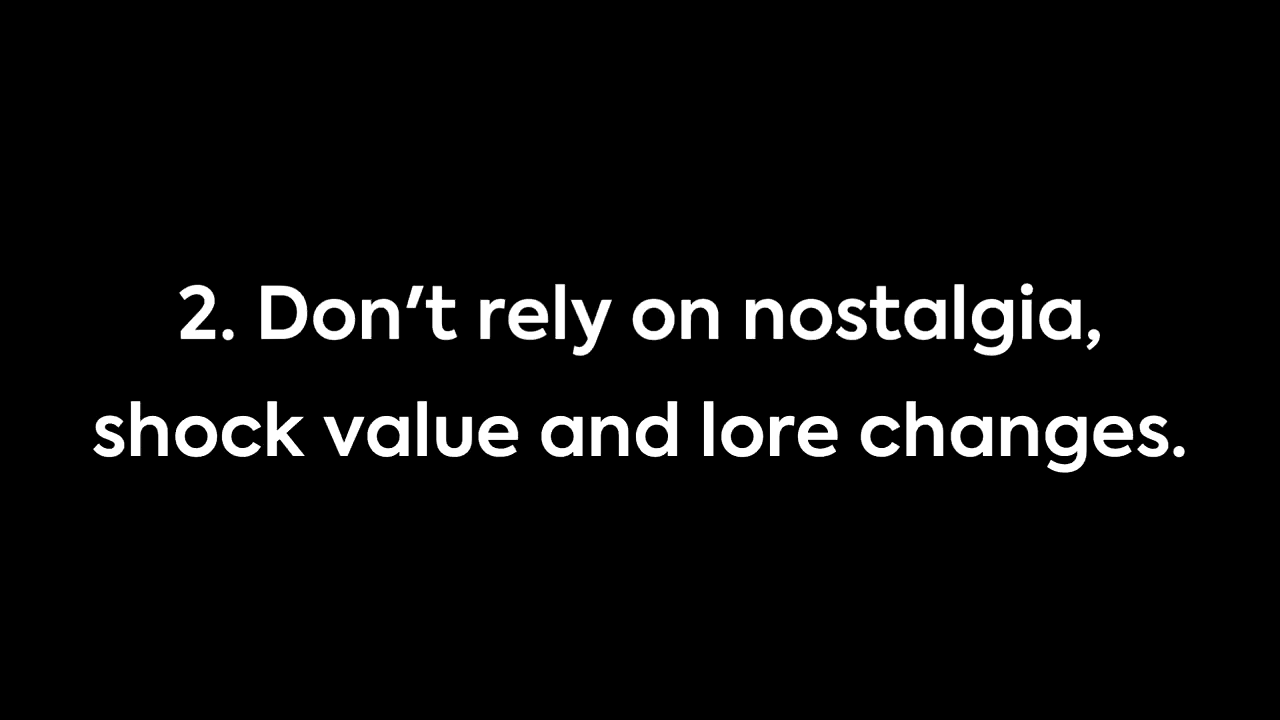 2. Don't rely on nostalgia,
shock value and lore changes.